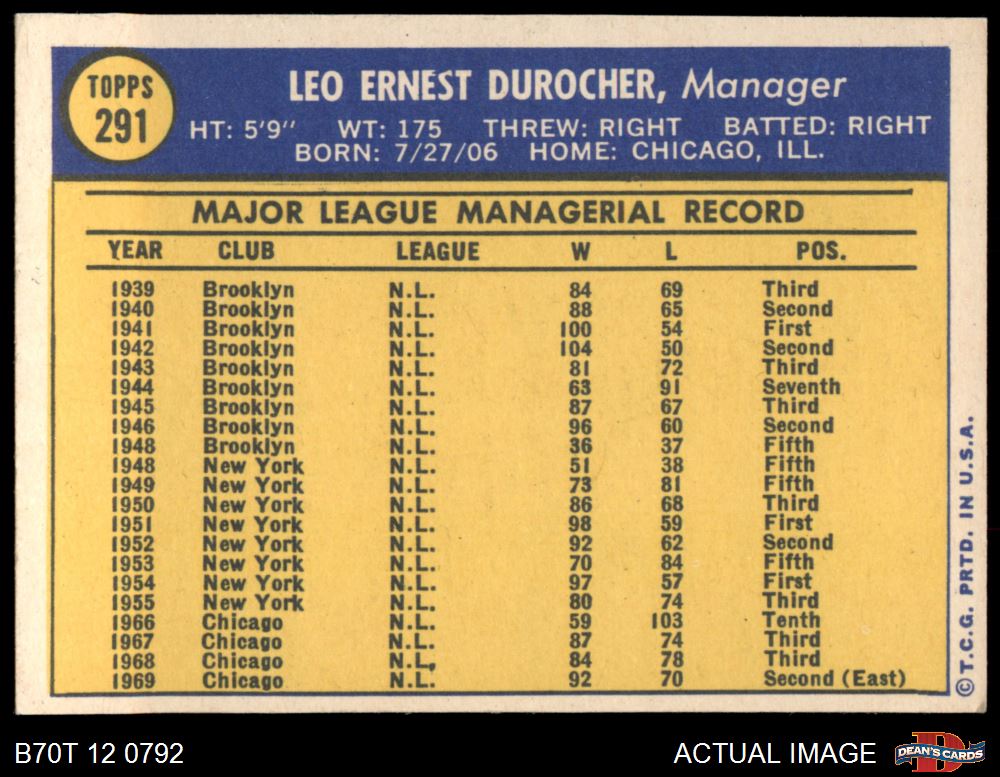 TOPPS
291
LEO ERNEST DUROCHER, Manager
HT: 5'9" WT: 175 THREW: RIGHT BATTED: RIGHT
BORN: 7/27/06 HOME: CHICAGO, ILL.
MAJOR LEAGUE MANAGERIAL RECORD
YEAR CLUB LEAGUE W L POS.
1939 Brooklyn N.L. 84 69 Third
1940 Brooklyn N.L. 88 65 Second
1941 Brooklyn N.L. 100 54 First
1942 Brooklyn N.L. 104 50 Second
1943 Brooklyn N.L. 81 72 Third
1944 Brooklyn N.L. 63 91 Seventh
1945 Brooklyn N.L. 87 67 Third
1946 Brooklyn N.L. 96 60 Second
1948 Brooklyn N.L. 36 37 Fifth
1948 New York N.L. 51 38 Fifth
1949 New York N.L. 73 81 Fifth
1950 New York N.L. 86 68 Third
1951 New York N.L. 98 59 First
1952 New York N.L. 92 62 Second
1953 New York N.L. 70 84 Fifth
1954 New York N.L. 97 57 First
1955 New York N.L. 80 74 Third
1966 Chicago N.L. 59 103 Tenth
1967 Chicago N.L. 87 74 Third
1968 Chicago N.L. 84 78 Third
1969 Chicago N.L. 92 70 Second (East)
©T.C.G. PRTD. IN U.S.A.
B70T 12 0792
ACTUAL IMAGE
D
DEAN'S CARDS